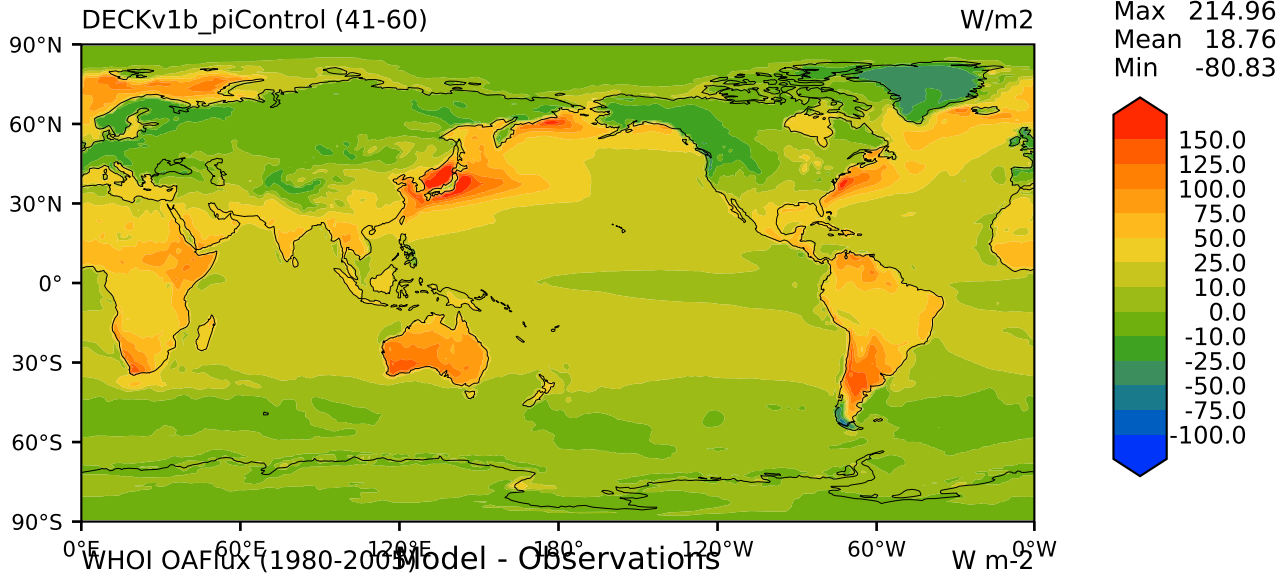 DECKv1b_piControl (41-60) W/m2
Max 214.96
Mean 18.76
Min -80.83
90°N
60°N
30°N
0°
30°S
60°S
90°S
150.0
125.0
100.0
75.0
50.0
25.0
10.0
0.0
-10.0
-25.0
-50.0
-75.0
-100.0
0°E 60°E 120°E 180° 120°W 60°W 0°W
WHOI OAFlux (1980-2005) Model - Observations W m-2